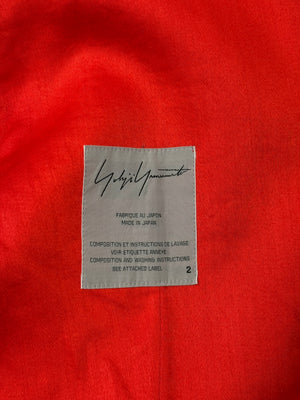 Yohji Yamamoto
FABRIQUE AU JAPON
MADE IN JAPAN
COMPOSITION ET INSTRUCTIONS DE LAVAGE
VOIR ETIQUETTE ANNEXE
COMPOSITION AND WASHING INSTRUCTIONS
SEE ATTACHED LABEL
2